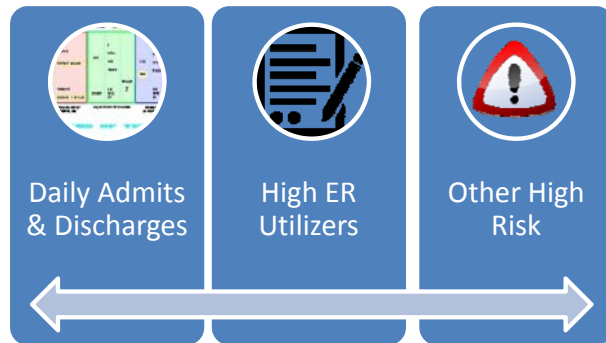 Daily Admits
& Discharges
High ER
Utilizers
Other High
Risk